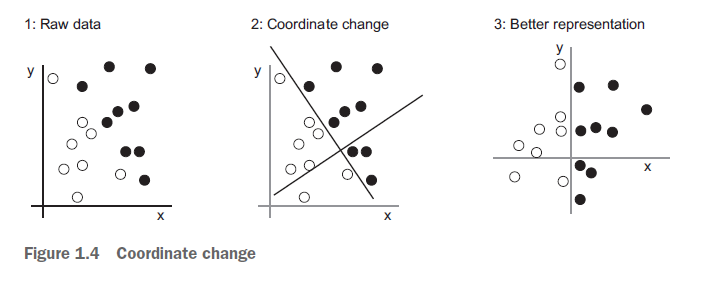 1: Raw data
2: Coordinate change
3: Better representation
y
x
y
x
y
x
Figure 1.4 Coordinate change